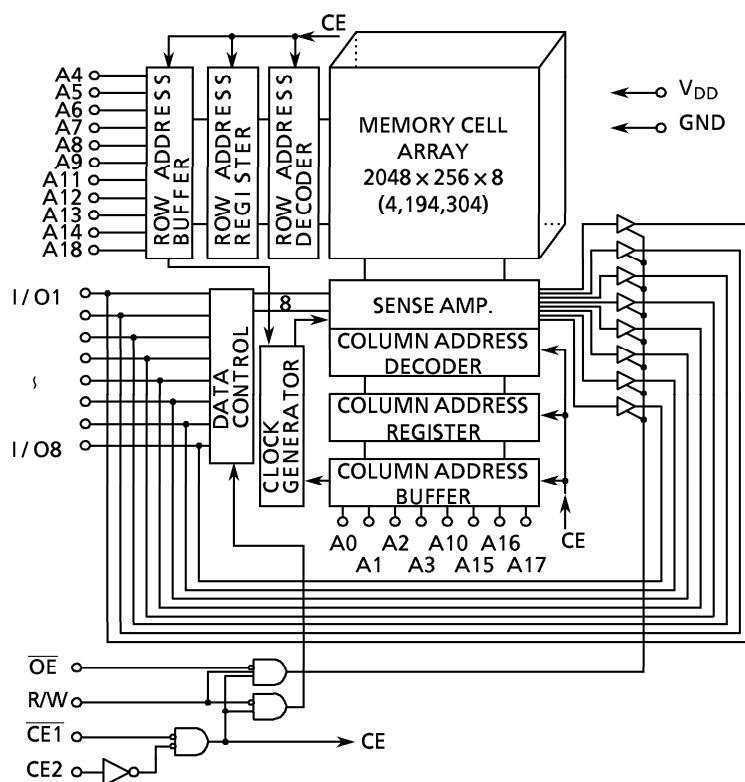 CE
A4
A5
A6
A7
A8
A9
A11
A12
A13
A14
A18
ROW ADDRESS
BUFFER
ROW ADDRESS
REGISTER
ROW ADDRESS
DECODER
MEMORY CELL
ARRAY
2048 × 256 × 8
(4,194,304)
VDD
GND
I / O1
~
I / O8
DATA
CONTROL
8
CLOCK
GENERATOR
SENSE AMP.
COLUMN ADDRESS
DECODER
COLUMN ADDRESS
REGISTER
COLUMN ADDRESS
BUFFER
A0
A1
A2
A3
A10
A15
A16
A17
CE
O̅E̅
R/W
C̅E̅1̅
CE2
CE